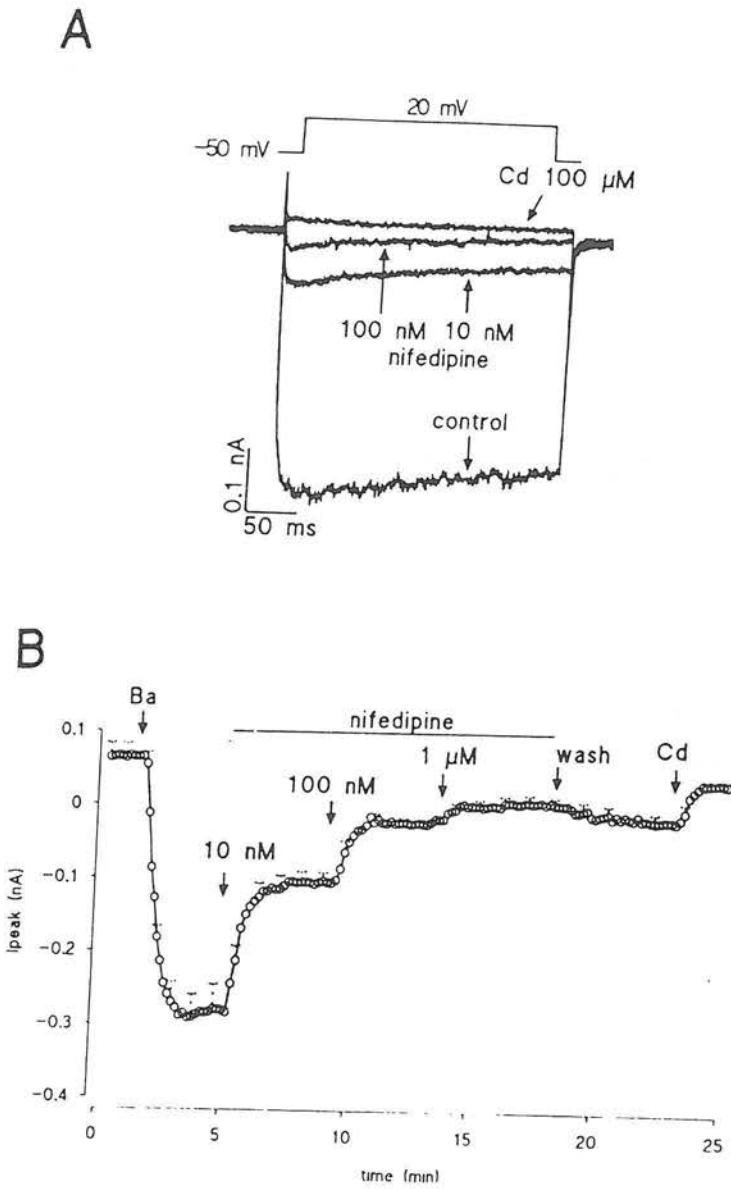 A
20 mV
-50 mV
Cd 100 µM
100 nM 10 nM
nifedipine
control
0.1 nA
50 ms
B
Ba
nifedipine
0.1
1 µM
wash
Cd
100 nM
0
10 nM
-0.1
Ipeak (nA)
-0.2
-0.3
-0.4
0 5 10 15 20 25
time (min)